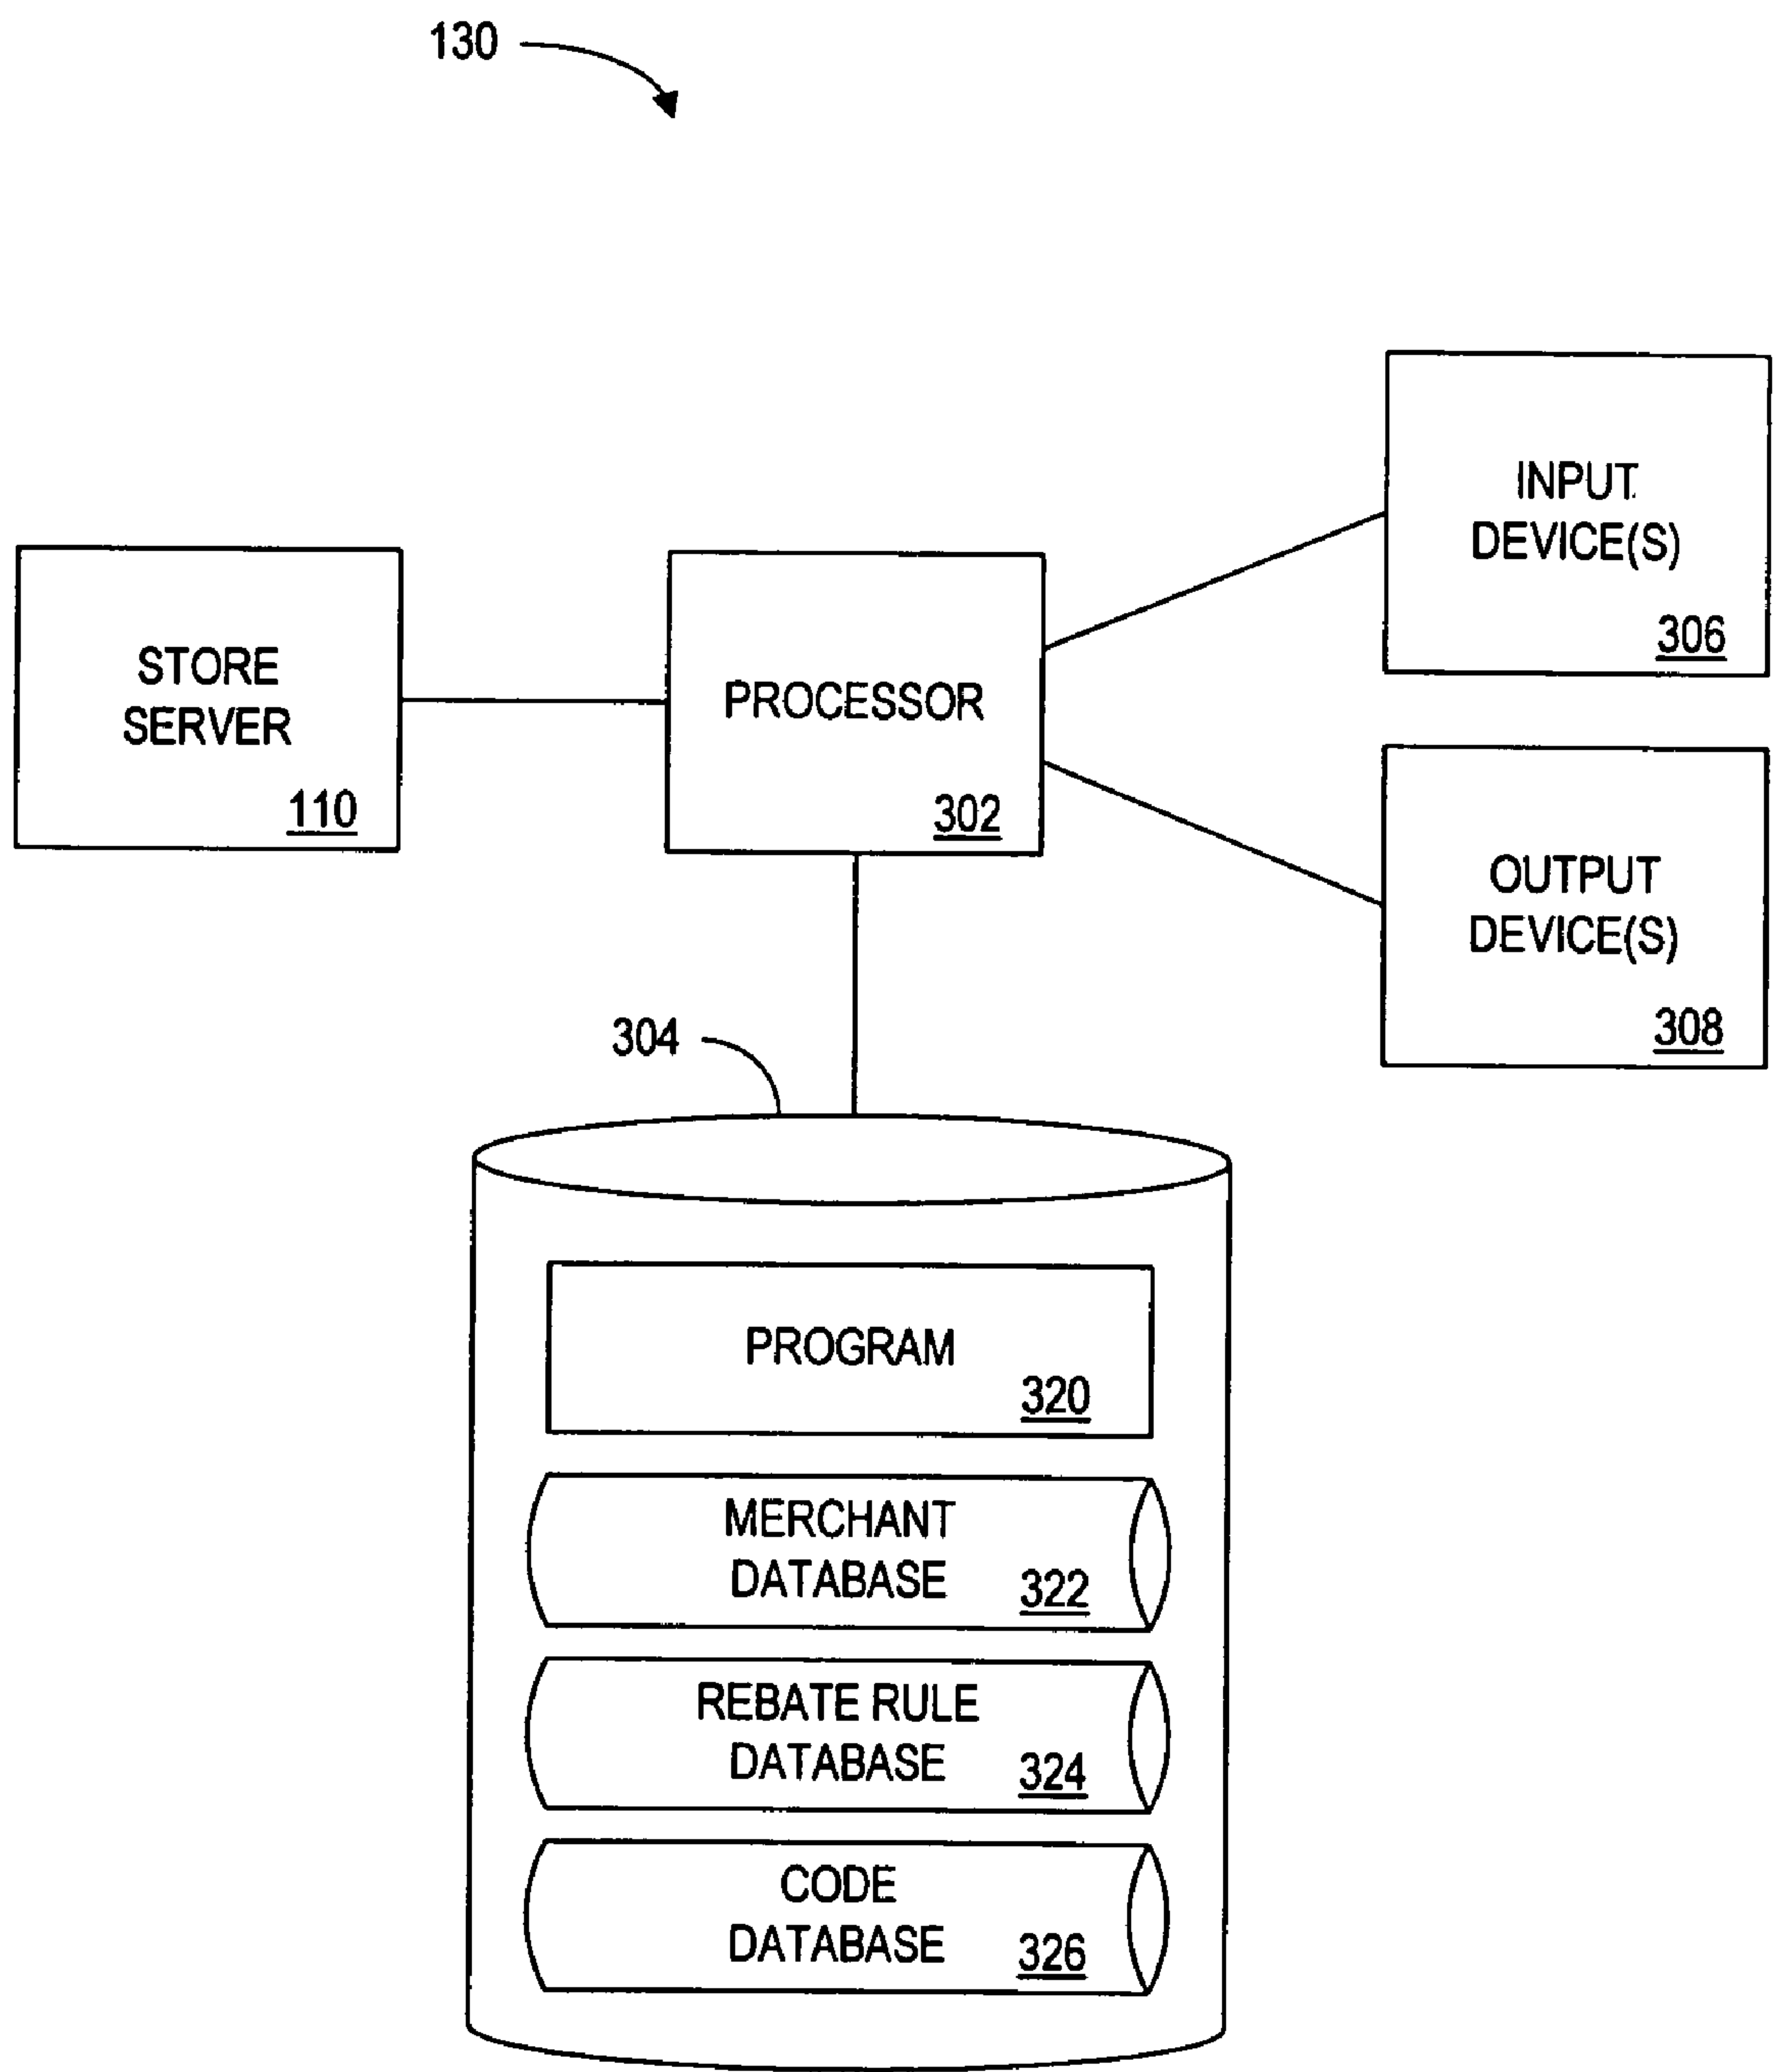 130
INPUT
DEVICE(S)
306
STORE
SERVER
110
PROCESSOR
302
OUTPUT
DEVICE(S)
308
304
PROGRAM
320
MERCHANT
DATABASE
322
REBATE RULE
DATABASE
324
CODE
DATABASE
326